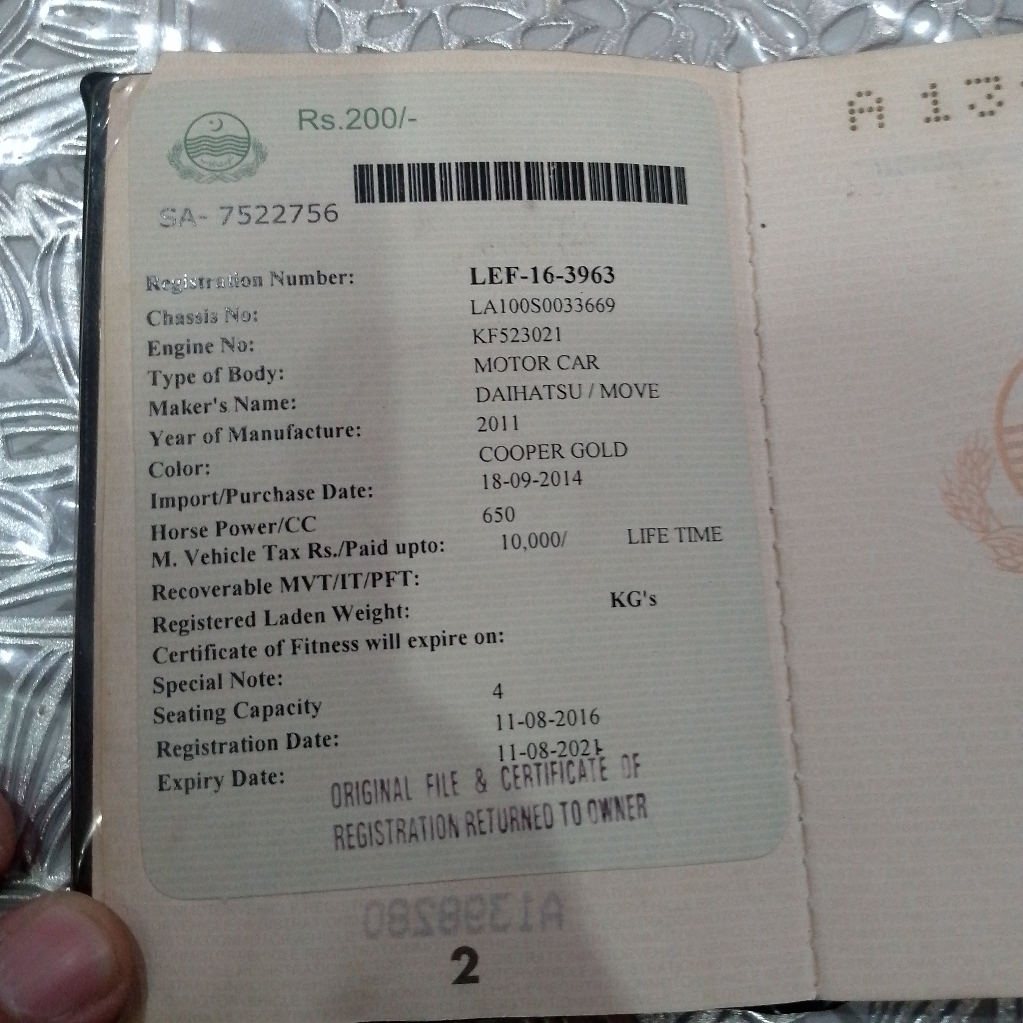 Rs.200/-
SA- 7522756
Registration Number: LEF-16-3963
Chassis No: LA100S0033669
Engine No: KF523021
Type of Body: MOTOR CAR
Maker's Name: DAIHATSU / MOVE
Year of Manufacture: 2011
Color: COOPER GOLD
Import/Purchase Date: 18-09-2014
Horse Power/CC 650
M. Vehicle Tax Rs./Paid upto: 10,000/ LIFE TIME
Recoverable MVT/IT/PFT:
Registered Laden Weight: KG's
Certificate of Fitness will expire on:
Special Note:
Seating Capacity 4
Registration Date: 11-08-2016
Expiry Date: 11-08-2021
ORIGINAL FILE & CERTIFICATE OF
REGISTRATION RETURNED TO OWNER
A1398280
2
A 13